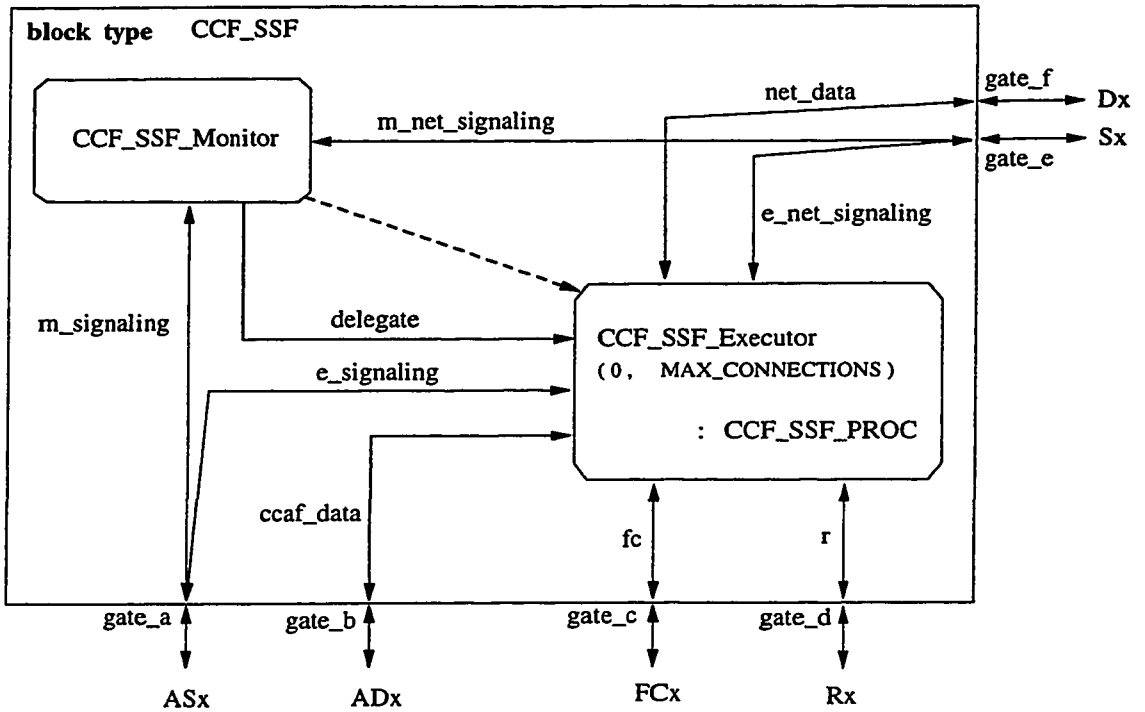 block type CCF_SSF
gate_f
Dx
net_data
m_net_signaling
CCF_SSF_Monitor
Sx
gate_e
e_net_signaling
m_signaling
delegate
CCF_SSF_Executor
(0, MAX_CONNECTIONS)
e_signaling
: CCF_SSF_PROC
ccaf_data
fc
r
gate_a
gate_b
gate_c
gate_d
ASx
ADx
FCx
Rx